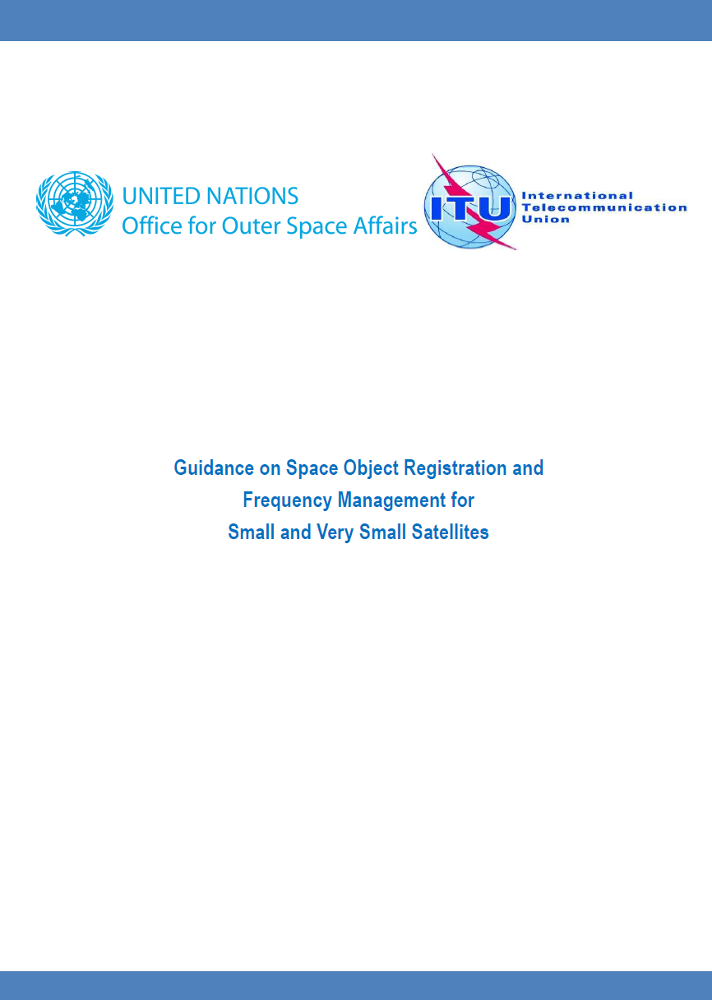 UNITED NATIONS
Office for Outer Space Affairs
ITU
International
Telecommunication
Union
Guidance on Space Object Registration and
Frequency Management for
Small and Very Small Satellites